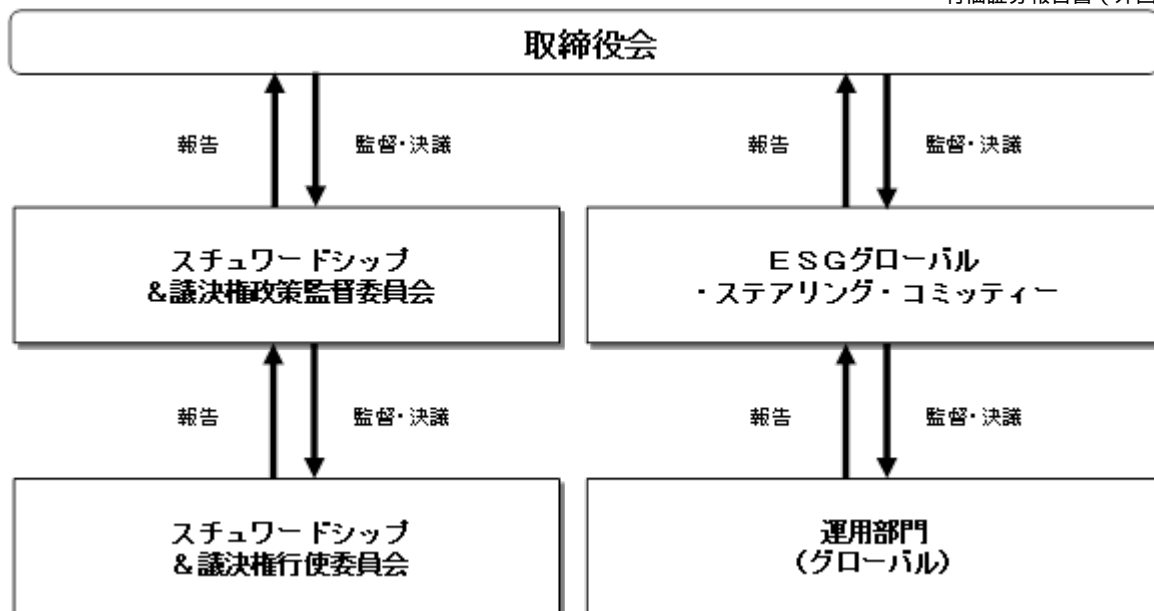 取締役会
報告
監督・決議
報告
監督・決議
スチュワードシップ
&議決権政策監督委員会
ESGグローバル
・ステアリング・コミッティー
報告
監督・決議
報告
監督・決議
スチュワードシップ
&議決権行使委員会
運用部門
(グローバル)